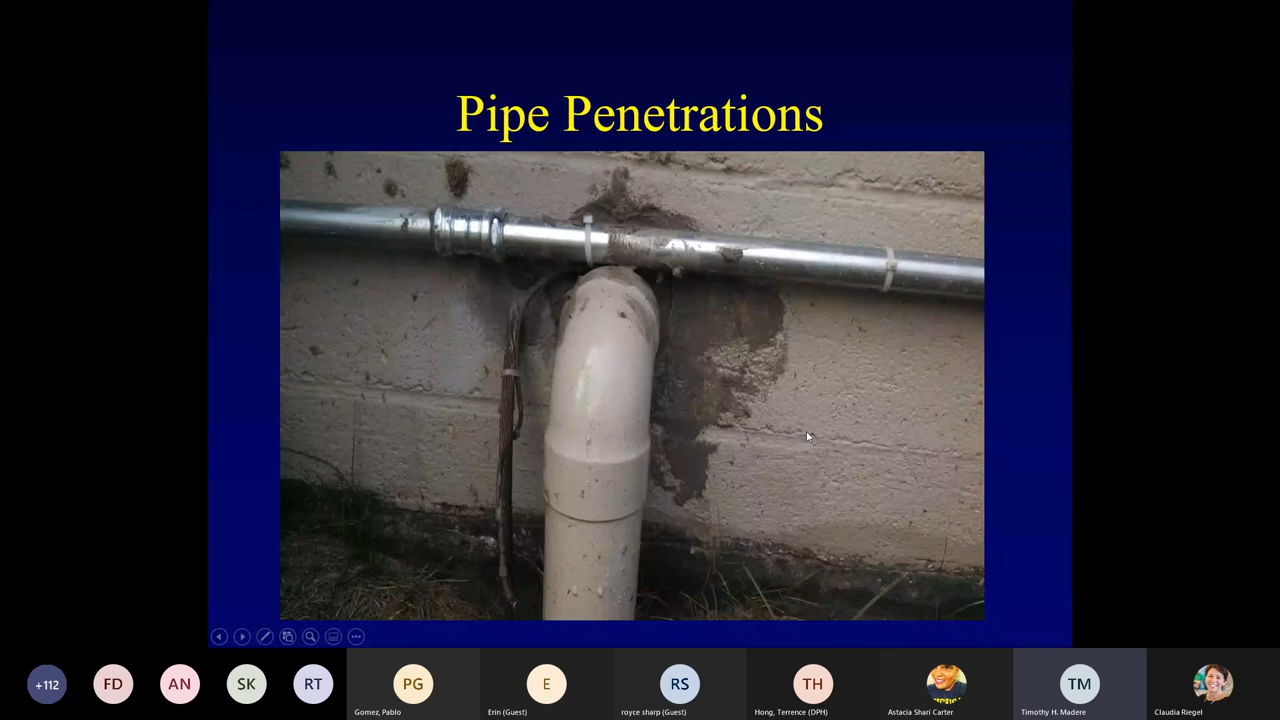 Pipe Penetrations
+112
FD
AN
SK
RT
PG
E
RS
TH
TM
Gomez, Pablo
Erin (Guest)
royce sharp (Guest)
Hong, Terrence (DPH)
Astacia Shari Carter
Timothy H. Madere
Claudia Riegel